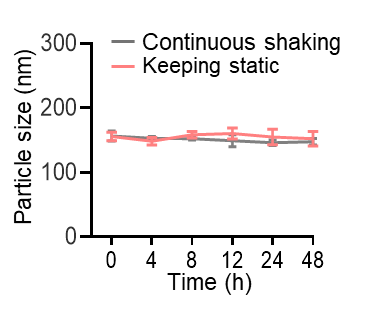 Continuous shaking
Keeping static
Particle size (nm)
300
200
100
0
0 4 8 12 24 48
Time (h)